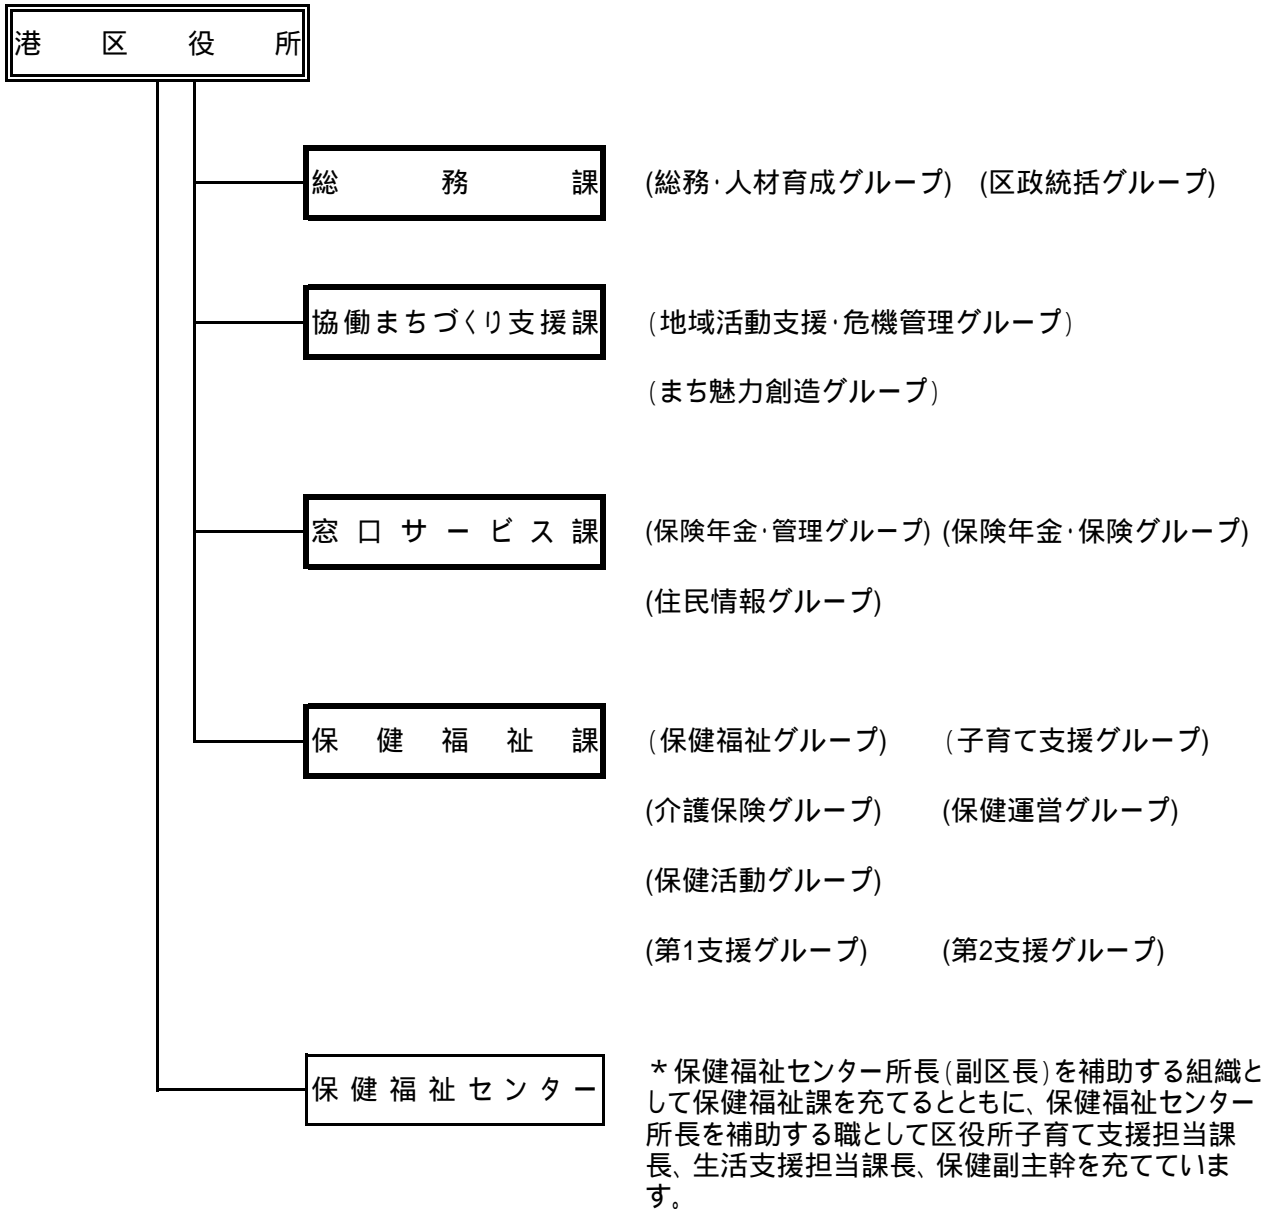 港区役所
総務課 (総務・人材育成グループ) (区政統括グループ)
協働まちづくり支援課 (地域活動支援・危機管理グループ)
(まち魅力創造グループ)
窓口サービス課 (保険年金・管理グループ) (保険年金・保険グループ)
(住民情報グループ)
保健福祉課 (保健福祉グループ) (子育て支援グループ)
(介護保険グループ) (保健運営グループ)
(保健活動グループ)
(第1支援グループ) (第2支援グループ)
保健福祉センター
＊保健福祉センター所長(副区長)を補助する組織と
して保健福祉課を充てるとともに、保健福祉センター
所長を補助する職として区役所子育て支援担当課
長、生活支援担当課長、保健副主幹を充てていま
す。